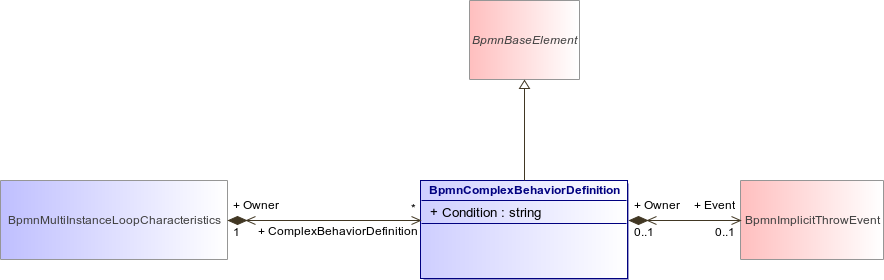 BpmnBaseElement
BpmnMultiInstanceLoopCharacteristics
+ Owner
1
*
+ ComplexBehaviorDefinition
BpmnComplexBehaviorDefinition
+ Condition : string
+ Owner
0..1
+ Event
0..1
BpmnImplicitThrowEvent